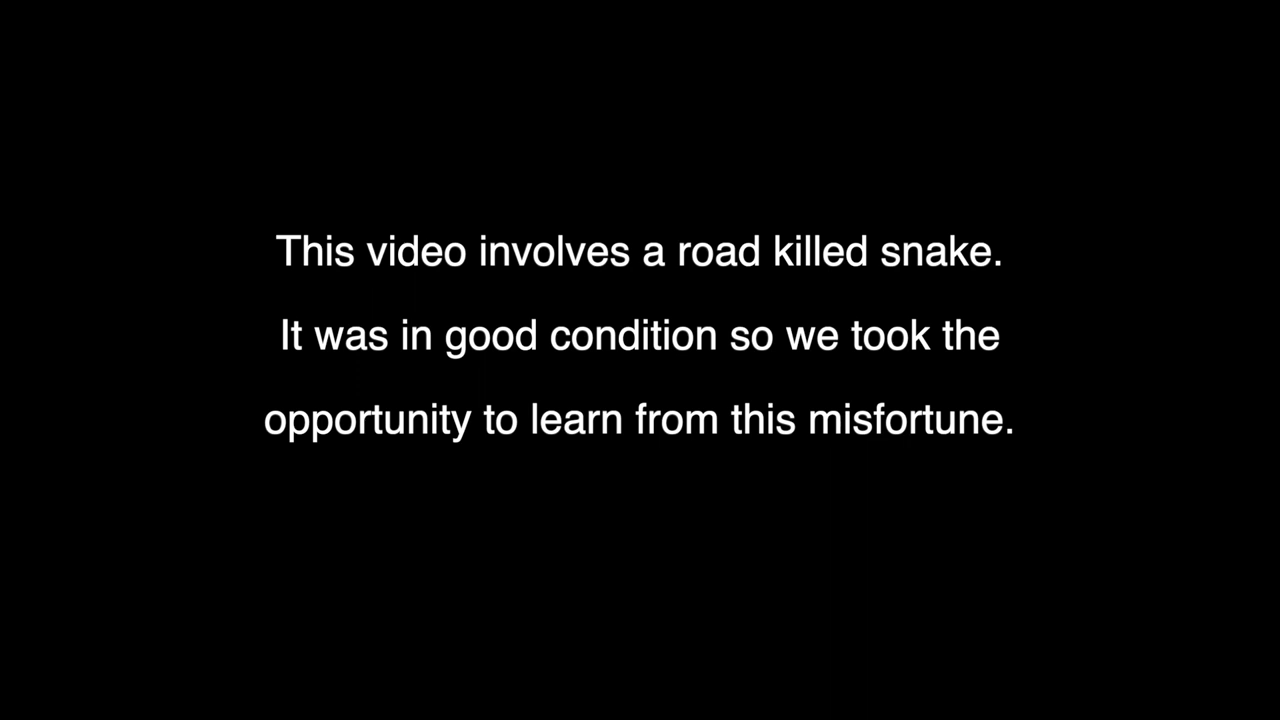 This video involves a road killed snake.
It was in good condition so we took the
opportunity to learn from this misfortune.